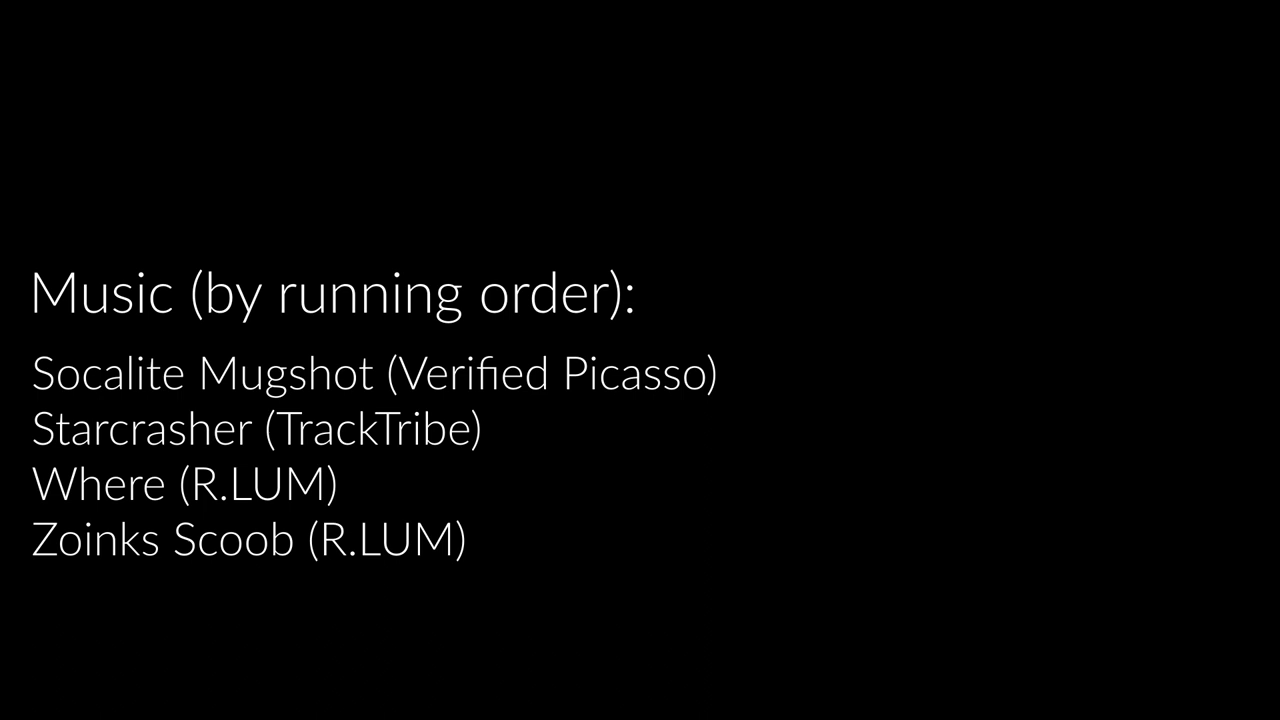 Music (by running order):
Socalite Mugshot (Verified Picasso)
Starcrasher (TrackTribe)
Where (R.LUM)
Zoinks Scoob (R.LUM)